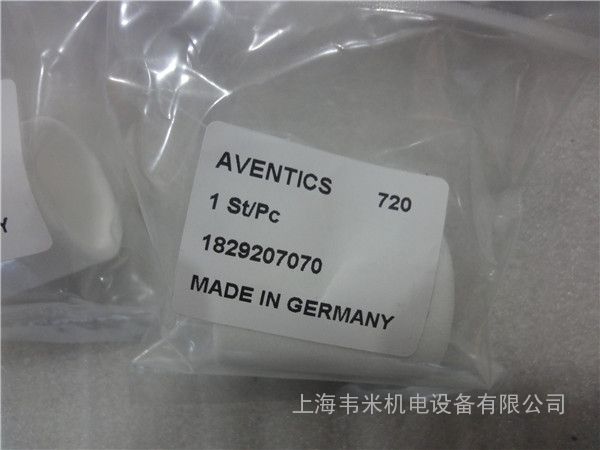 AVENTICS 720
1 St/Pc
1829207070
MADE IN GERMANY
上海韦米机电设备有限公司